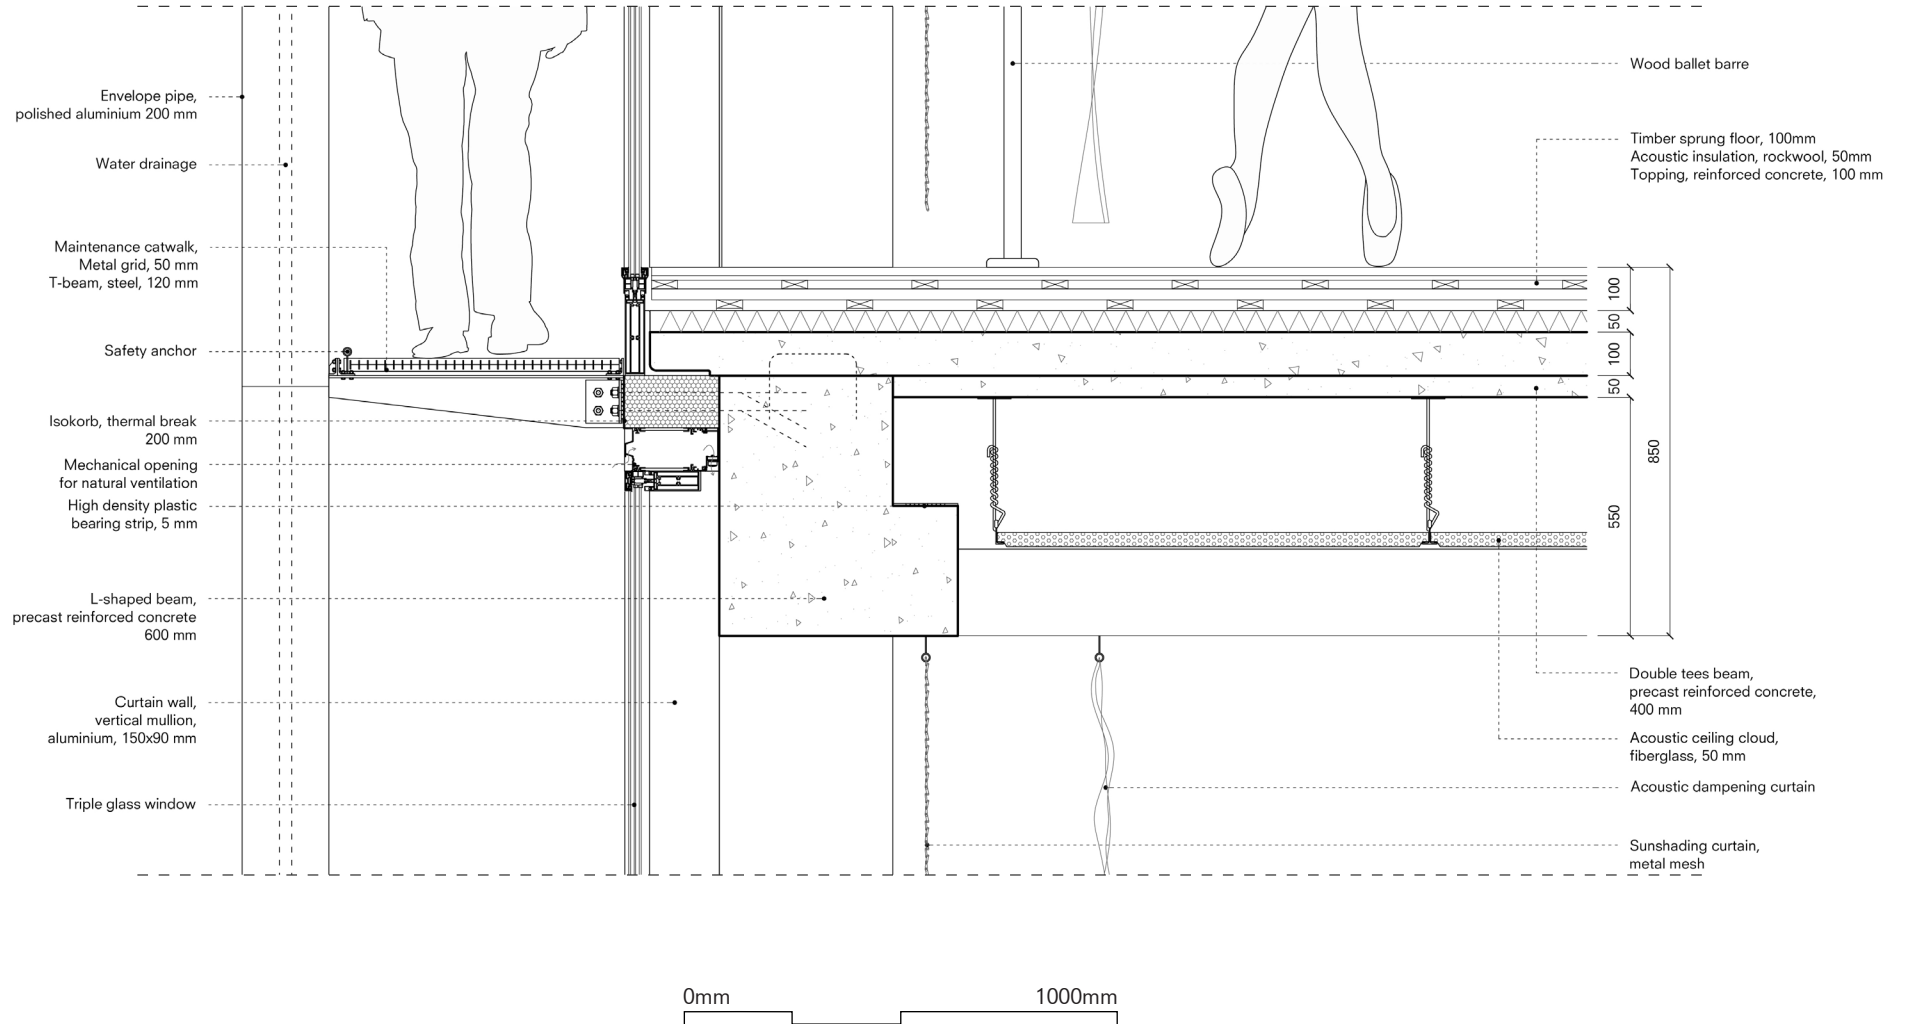 Envelope pipe,
polished aluminium 200 mm
Water drainage
Maintenance catwalk,
Metal grid, 50 mm
T-beam, steel, 120 mm
Safety anchor
Isokorb, thermal break
200 mm
Mechanical opening
for natural ventilation
High density plastic
bearing strip, 5 mm
L-shaped beam,
precast reinforced concrete
600 mm
Curtain wall,
vertical mullion,
aluminium, 150x90 mm
Triple glass window
Wood ballet barre
Timber sprung floor, 100mm
Acoustic insulation, rockwool, 50mm
Topping, reinforced concrete, 100 mm
100
50
100
50
550
850
Double tees beam,
precast reinforced concrete,
400 mm
Acoustic ceiling cloud,
fiberglass, 50 mm
Acoustic dampening curtain
Sunshading curtain,
metal mesh
0mm 1000mm